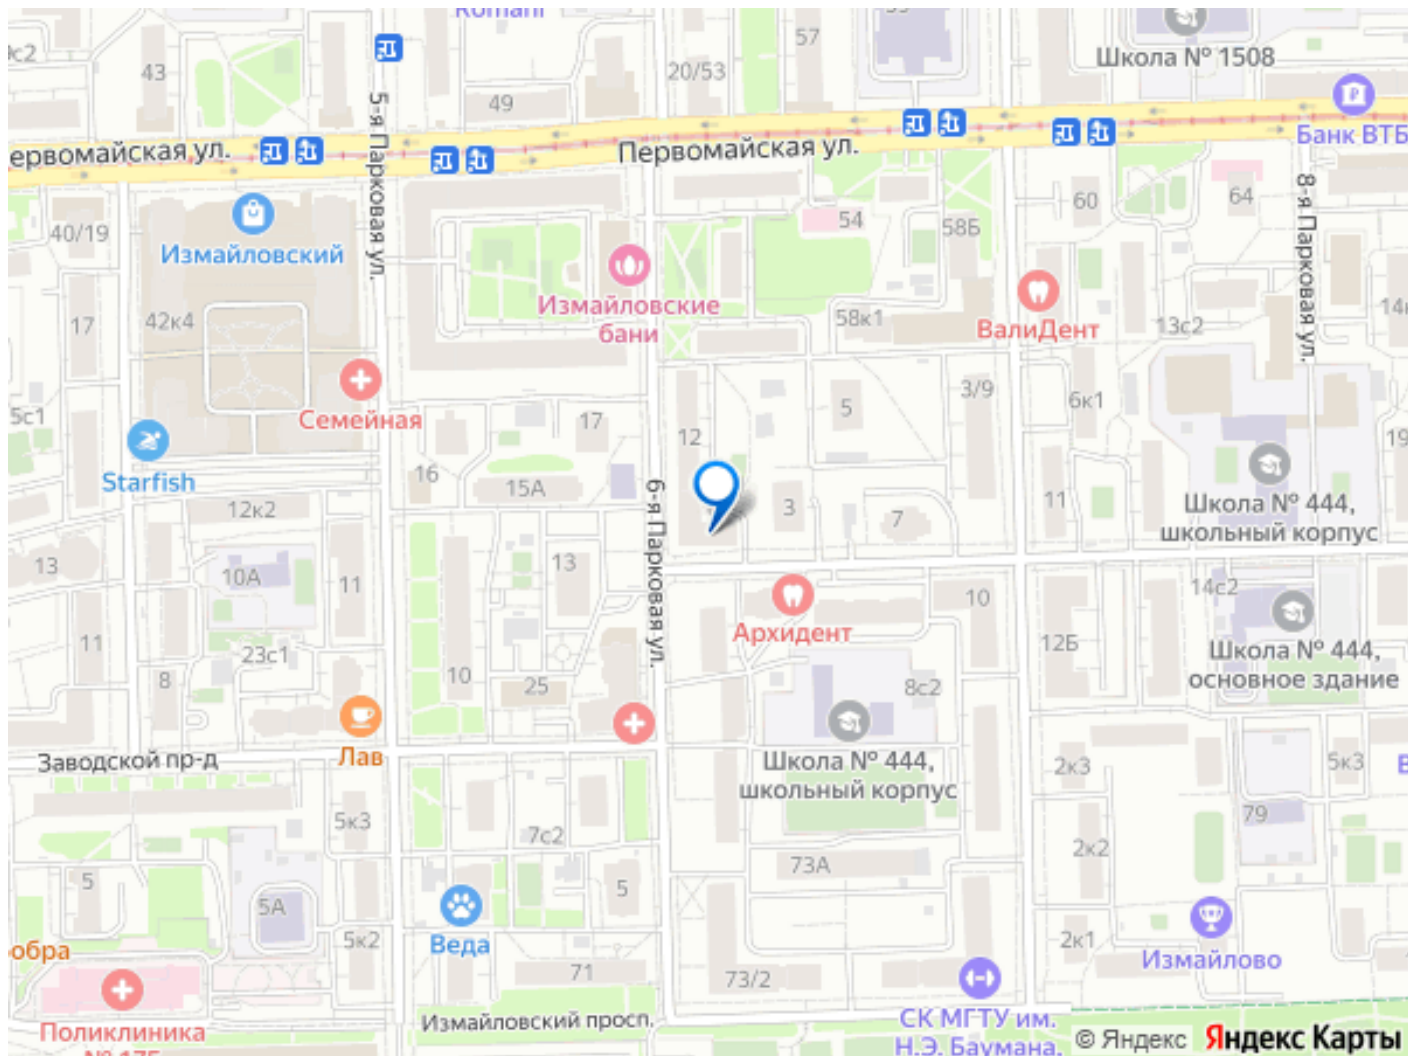 Romani
57
Школа № 1508
43
20/53
49
Банк ВТБ
5-я Парковая ул.
Первомайская ул.
8-я Парковая ул.
60
64
54
58Б
40/19
Измайловский
Измайловские
бани
ВалиДент
17
42к4
58к1
13с2
5с1
Семейная
17
12
5
3/9
6к1
19
Starfish
16
15А
6-я Парковая ул.
3
7
11
Школа № 444,
школьный корпус
12к2
13
10А
11
13
Архидент
10
14с2
12Б
Школа № 444,
основное здание
11
23с1
8
10
25
8с2
Лав
Заводской пр-д
Школа № 444,
школьный корпус
2к3
5к3
5к3
7с2
79
73А
2к2
5
5А
5
Веда
5к2
2к1
Измайлово
71
73/2
Поликлиника
Измайловский просп.
СК МГТУ им.
Н.Э. Баумана,
© Яндекс Яндекс Карты